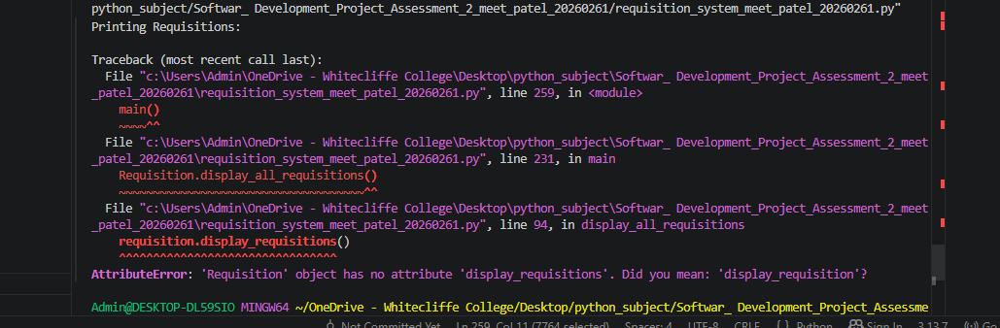 python_subject/Softwar_ Development_Project_Assessment_2_meet_patel_20260261/requisition_system_meet_patel_20260261.py"
Printing Requisitions:
Traceback (most recent call last):
  File "c:\Users\Admin\OneDrive - Whitecliffe College\Desktop\python_subject\Softwar_ Development_Project_Assessment_2_meet
_patel_20260261\requisition_system_meet_patel_20260261.py", line 259, in <module>
    main()
    ~~~~^^
  File "c:\Users\Admin\OneDrive - Whitecliffe College\Desktop\python_subject\Softwar_ Development_Project_Assessment_2_meet
_patel_20260261\requisition_system_meet_patel_20260261.py", line 231, in main
    Requisition.display_all_requisitions()
    ~~~~~~~~~~~~~~~~~~~~~~~~~~~~~~~~~~~~^^
  File "c:\Users\Admin\OneDrive - Whitecliffe College\Desktop\python_subject\Softwar_ Development_Project_Assessment_2_meet
_patel_20260261\requisition_system_meet_patel_20260261.py", line 94, in display_all_requisitions
    requisition.display_requisitions()
    ^^^^^^^^^^^^^^^^^^^^^^^^^^^^^^^^
AttributeError: 'Requisition' object has no attribute 'display_requisitions'. Did you mean: 'display_requisition'?
Admin@DESKTOP-DL59SIO MINGW64 ~/OneDrive - Whitecliffe College/Desktop/python_subject/Softwar_ Development_Project_Assessme
Not Committed Yet Ln 259, Col 11 (7764 selected) Spaces: 4 UTF-8 CRLF { } Python Sign In 3.13.7 Go